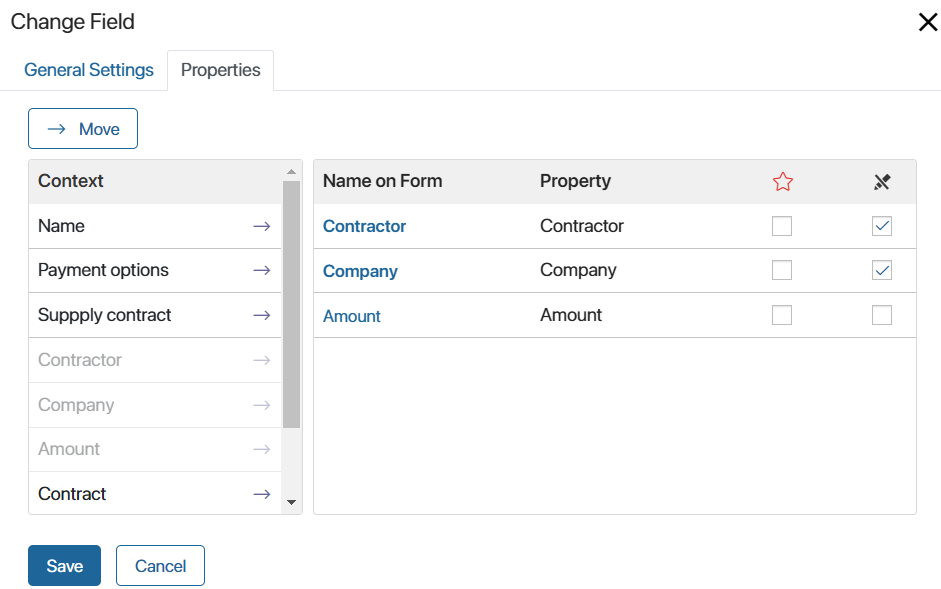 Change Field
General Settings Properties
Move
Context
Name on Form Property
Name
Contractor Contractor
Payment options
Company Company
Suppply contract
Amount Amount
Contractor
Company
Amount
Contract
Save Cancel